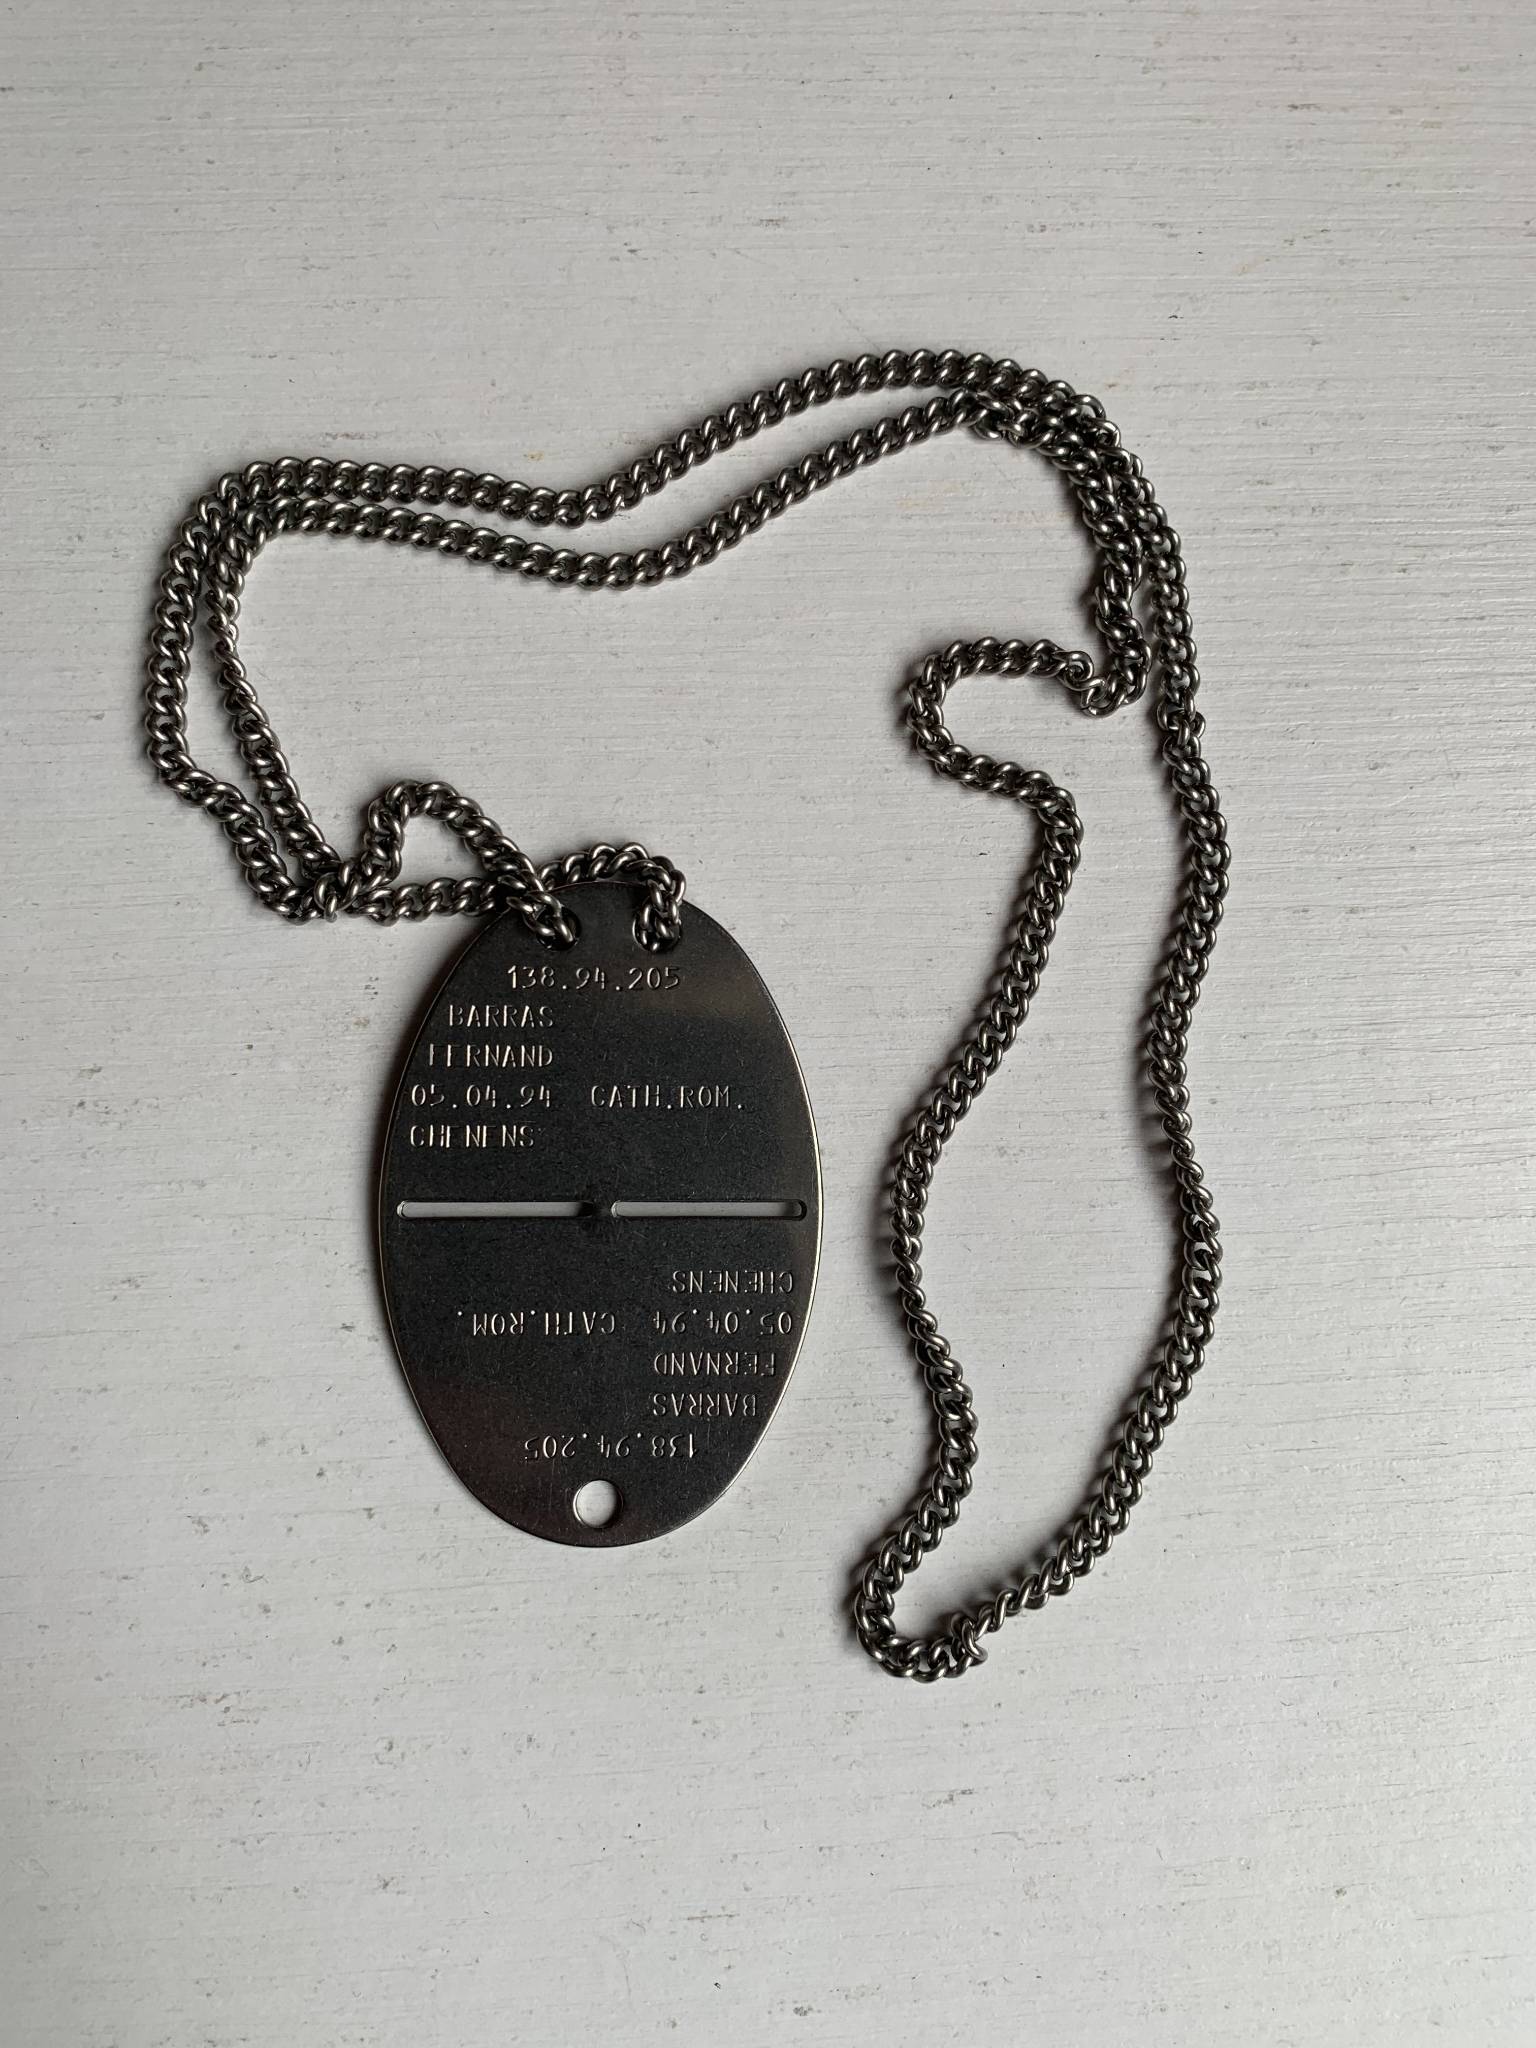 138.94.205
BARRAS
FERNAND
05.04.94 CATH.ROM.
CHENENS
138.94.205
BARRAS
FERNAND
05.04.94 CATH.ROM.
CHENENS